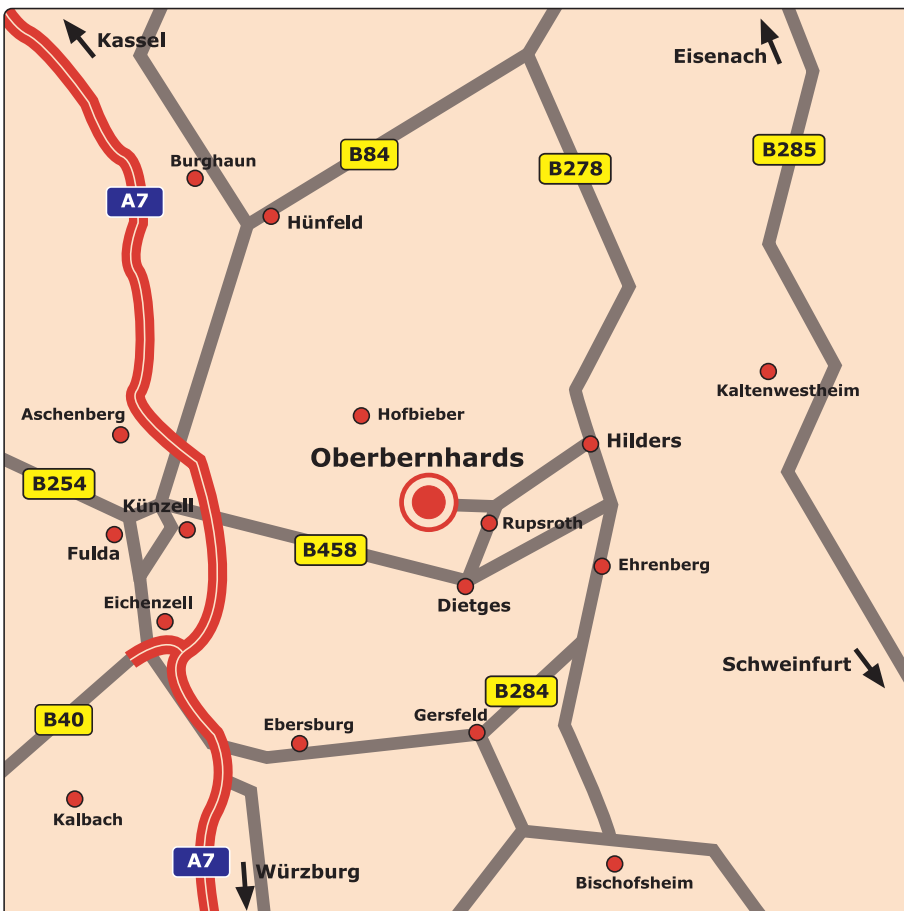 Kassel
Eisenach
B84
B285
Burghaun
B278
A7
Hünfeld
Kaltenwestheim
Aschenberg
Hofbieber
Hilders
Oberbernhards
B254
Künzell
Rupsroth
Fulda
B458
Ehrenberg
Eichenzell
Dietges
Schweinfurt
B284
B40
Ebersburg
Gersfeld
Kalbach
A7
Würzburg
Bischofsheim